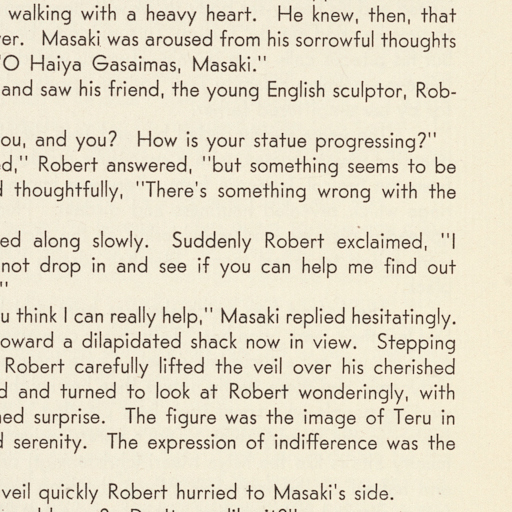 walking with a heavy heart. He knew, then, that
er. Masaki was aroused from his sorrowful thoughts
"O Haiya Gasaimas, Masaki."
and saw his friend, the young English sculptor, Rob-
ou, and you? How is your statue progressing?"
ed," Robert answered, "but something seems to be
d thoughtfully, "There's something wrong with the
ed along slowly. Suddenly Robert exclaimed, "I
not drop in and see if you can help me find out
"
u think I can really help," Masaki replied hesitatingly.
oward a dilapidated shack now in view. Stepping
Robert carefully lifted the veil over his cherished
d and turned to look at Robert wonderingly, with
ned surprise. The figure was the image of Teru in
d serenity. The expression of indifference was the
veil quickly Robert hurried to Masaki's side.